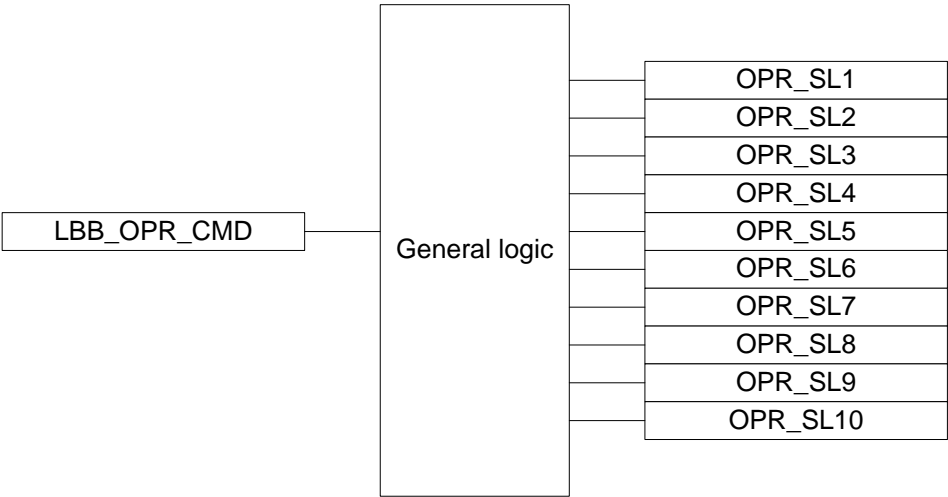 LBB_OPR_CMD
General logic
OPR_SL1
OPR_SL2
OPR_SL3
OPR_SL4
OPR_SL5
OPR_SL6
OPR_SL7
OPR_SL8
OPR_SL9
OPR_SL10